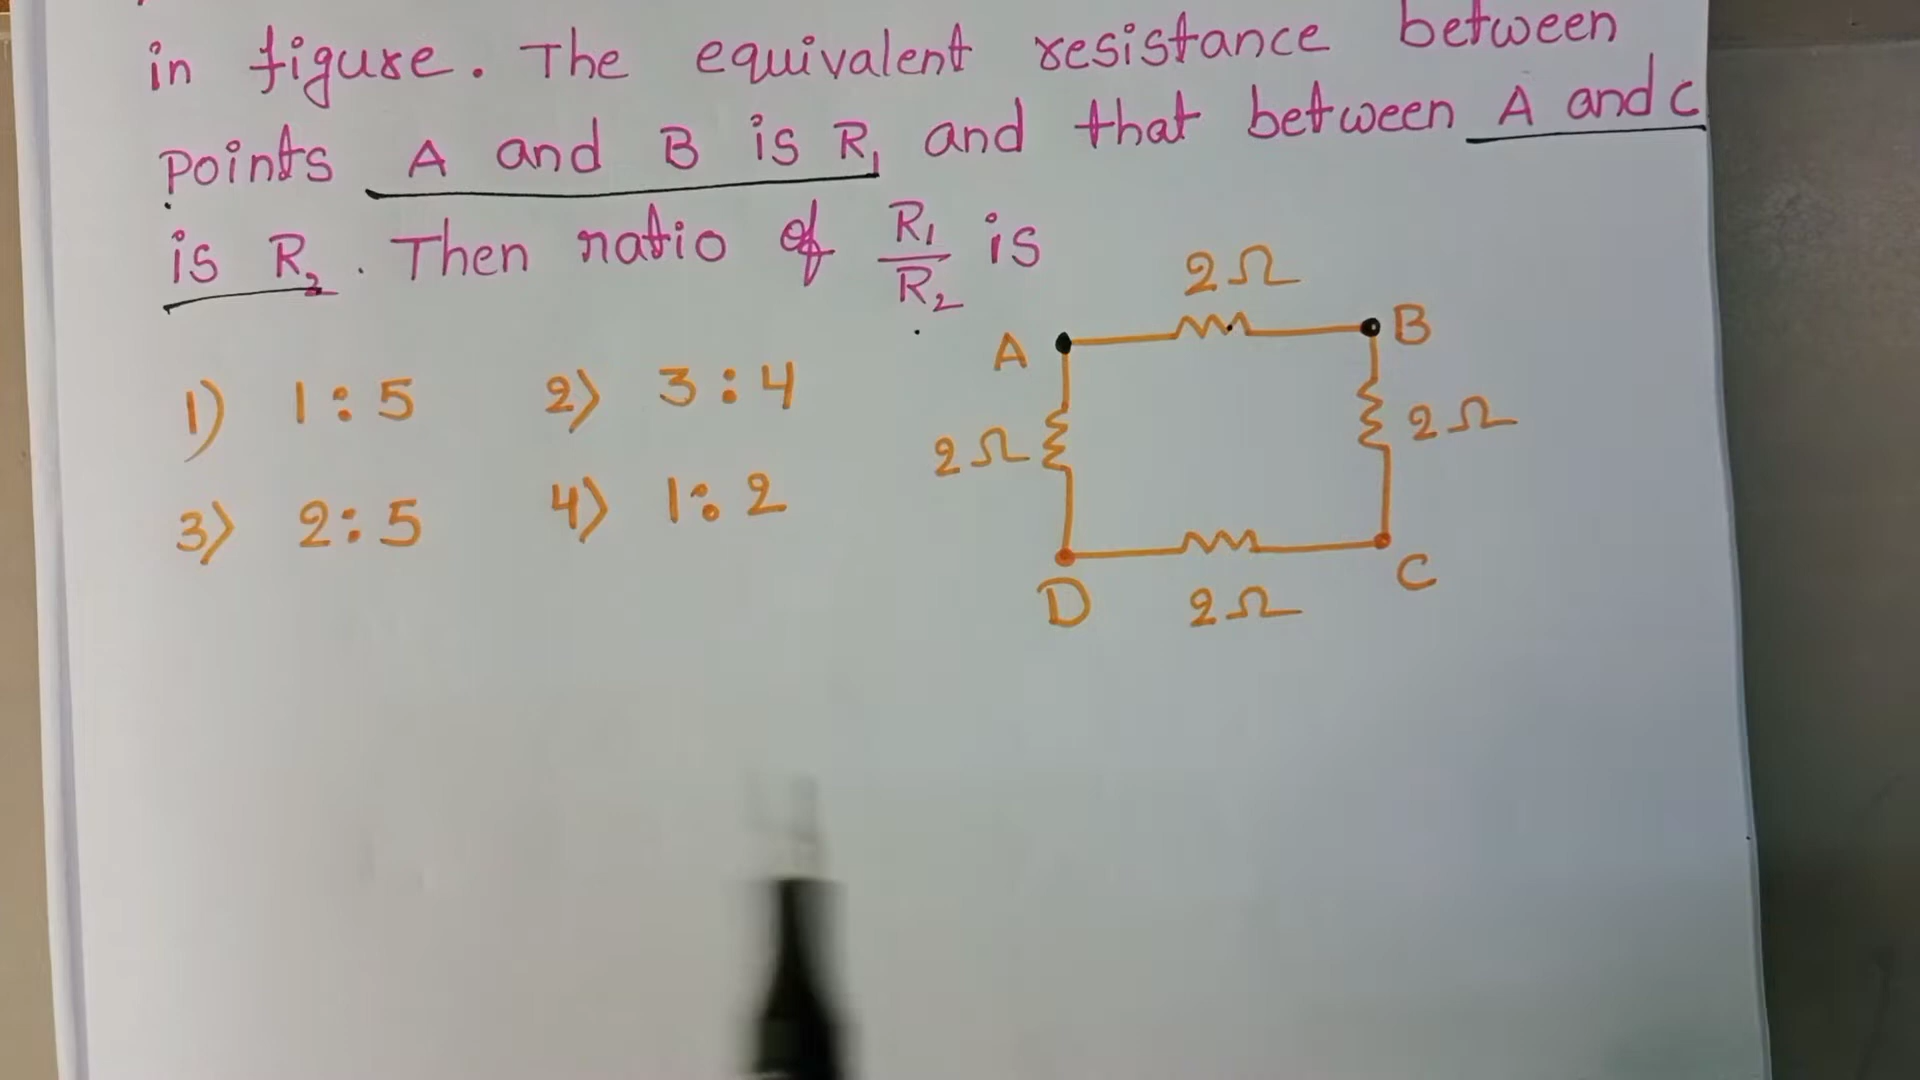 in figure. The equivalent resistance between
points A and B is R₁ and that between A and C
is R₂. Then ratio of R₁/R₂ is
1) 1:5 2) 3:4
3) 2:5 4) 1:2
2Ω
A B
2Ω 2Ω
D 2Ω C